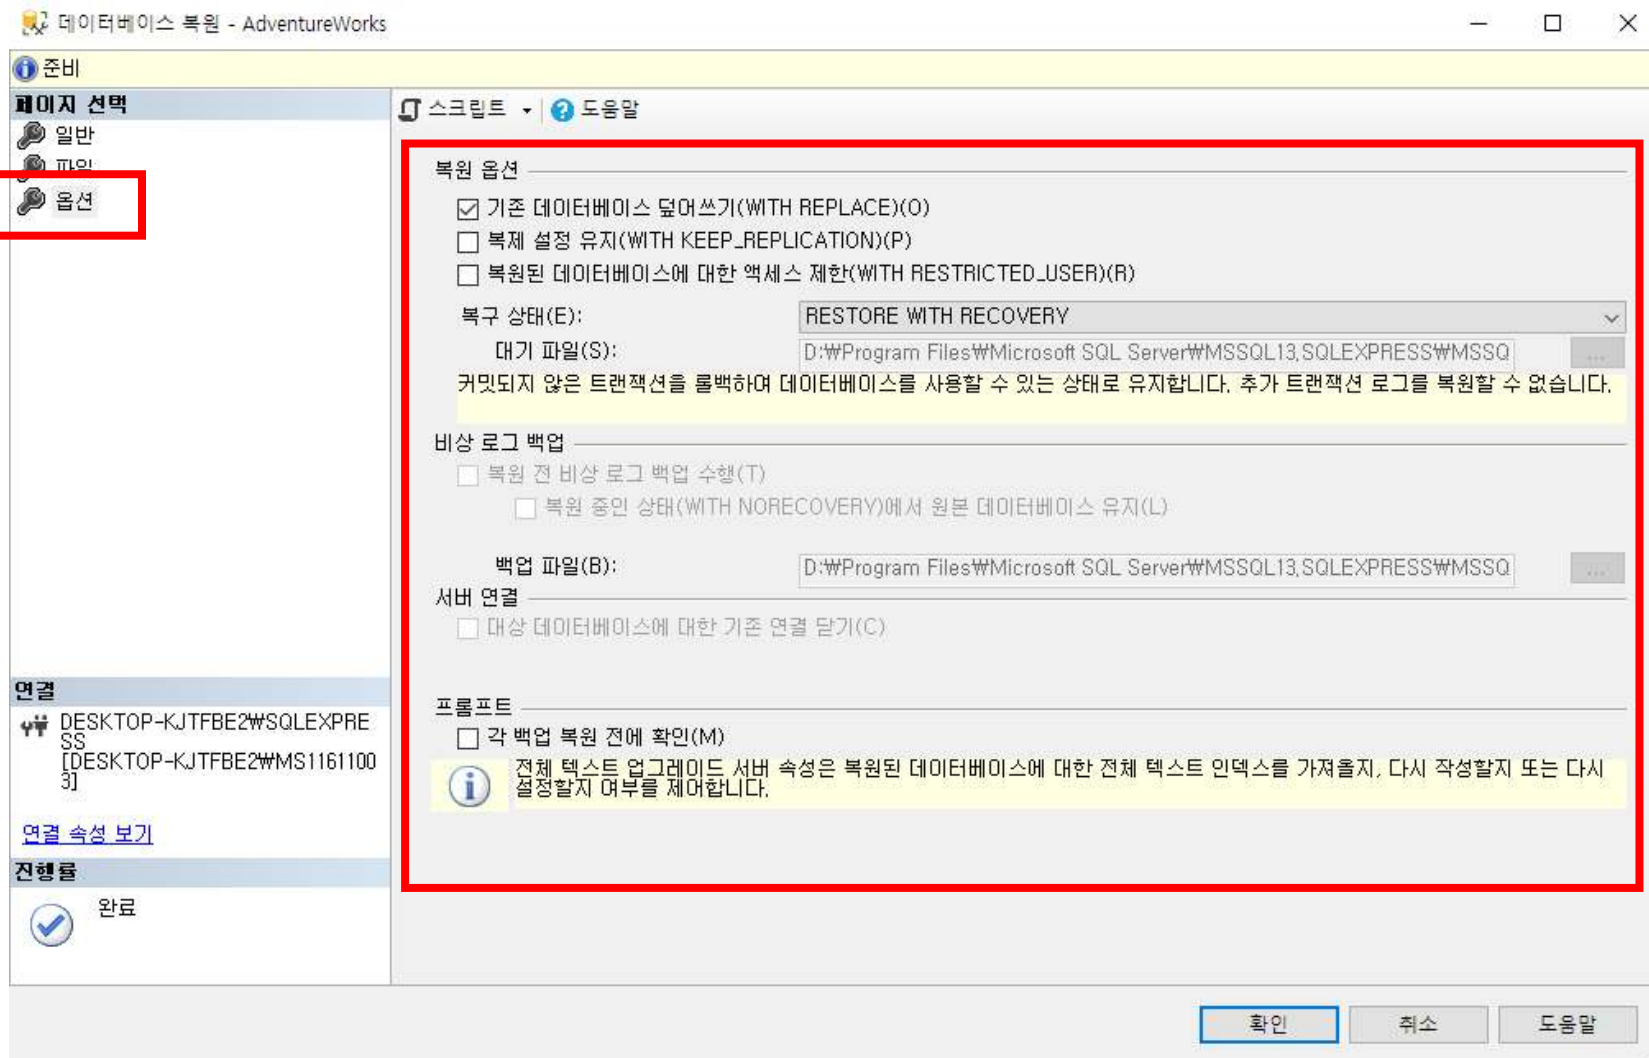 데이터베이스 복원 - AdventureWorks
준비
페이지 선택
일반
파일
옵션
스크립트
도움말
복원 옵션
기존 데이터베이스 덮어쓰기(WITH REPLACE)(O)
복제 설정 유지(WITH KEEP_REPLICATION)(P)
복원된 데이터베이스에 대한 액세스 제한(WITH RESTRICTED_USER)(R)
복구 상태(E): RESTORE WITH RECOVERY
대기 파일(S): D:₩Program Files₩Microsoft SQL Server₩MSSQL13.SQLEXPRESS₩MSSQ ...
커밋되지 않은 트랜잭션을 롤백하여 데이터베이스를 사용할 수 있는 상태로 유지합니다. 추가 트랜잭션 로그를 복원할 수 없습니다.
비상 로그 백업
복원 전 비상 로그 백업 수행(T)
복원 중인 상태(WITH NORECOVERY)에서 원본 데이터베이스 유지(L)
백업 파일(B): D:₩Program Files₩Microsoft SQL Server₩MSSQL13.SQLEXPRESS₩MSSQ ...
서버 연결
대상 데이터베이스에 대한 기존 연결 닫기(C)
프롬프트
각 백업 복원 전에 확인(M)
전체 텍스트 업그레이드 서버 속성은 복원된 데이터베이스에 대한 전체 텍스트 인덱스를 가져올지, 다시 작성할지 또는 다시
설정할지 여부를 제어합니다.
연결
DESKTOP-KJTFBE2₩SQLEXPRE
SS
[DESKTOP-KJTFBE2₩MS1161100
3]
연결 속성 보기
진행률
완료
확인
취소
도움말